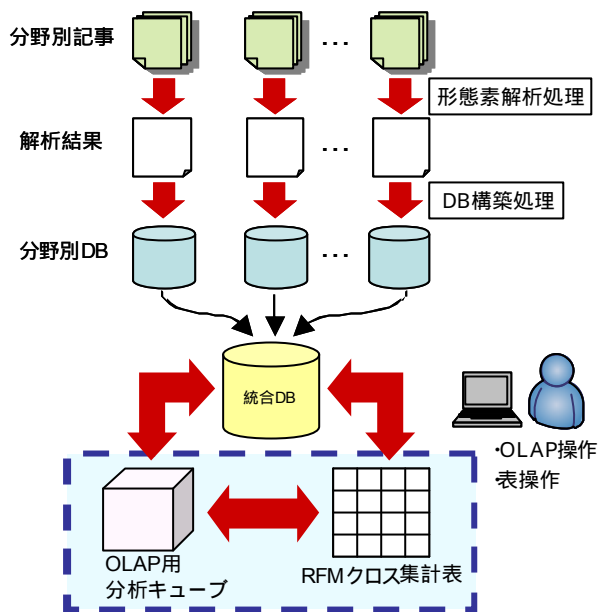 分野別記事
...
形態素解析処理
解析結果
...
DB構築処理
分野別DB
...
統合DB
・OLAP操作
・表操作
OLAP用
分析キューブ
RFMクロス集計表